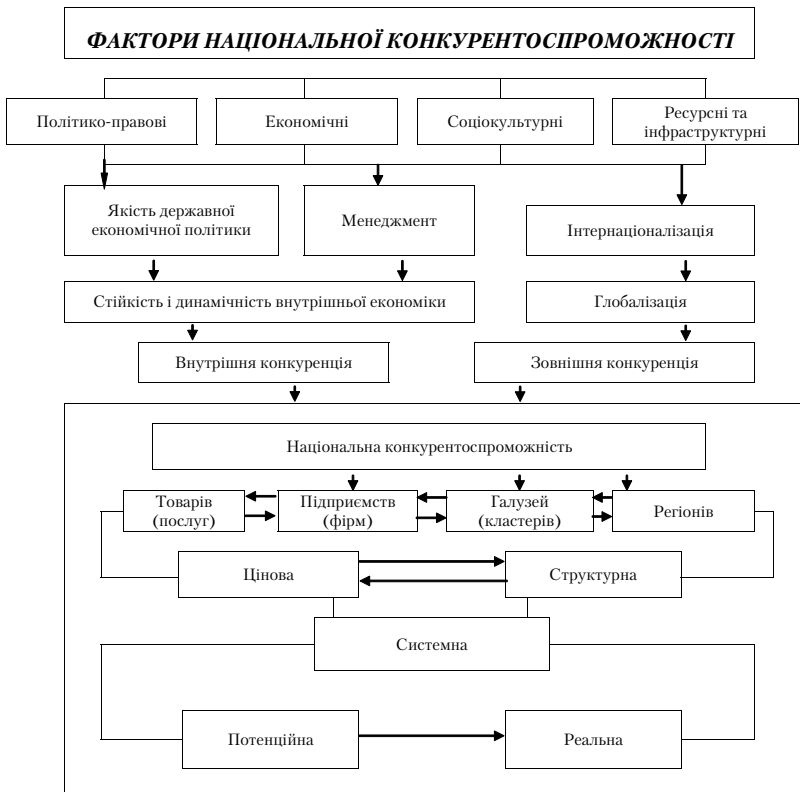 ФАКТОРИ НАЦІОНАЛЬНОЇ КОНКУРЕНТОСПРОМОЖНОСТІ
Політико-правові
Економічні
Соціокультурні
Ресурсні та
інфраструктурні
Якість державної
економічної політики
Менеджмент
Інтернаціоналізація
Стійкість і динамічність внутрішньої економіки
Глобалізація
Внутрішня конкуренція
Зовнішня конкуренція
Національна конкурентоспроможність
Товарів
(послуг)
Підприємств
(фірм)
Галузей
(кластерів)
Регіонів
Цінова
Структурна
Системна
Потенційна
Реальна